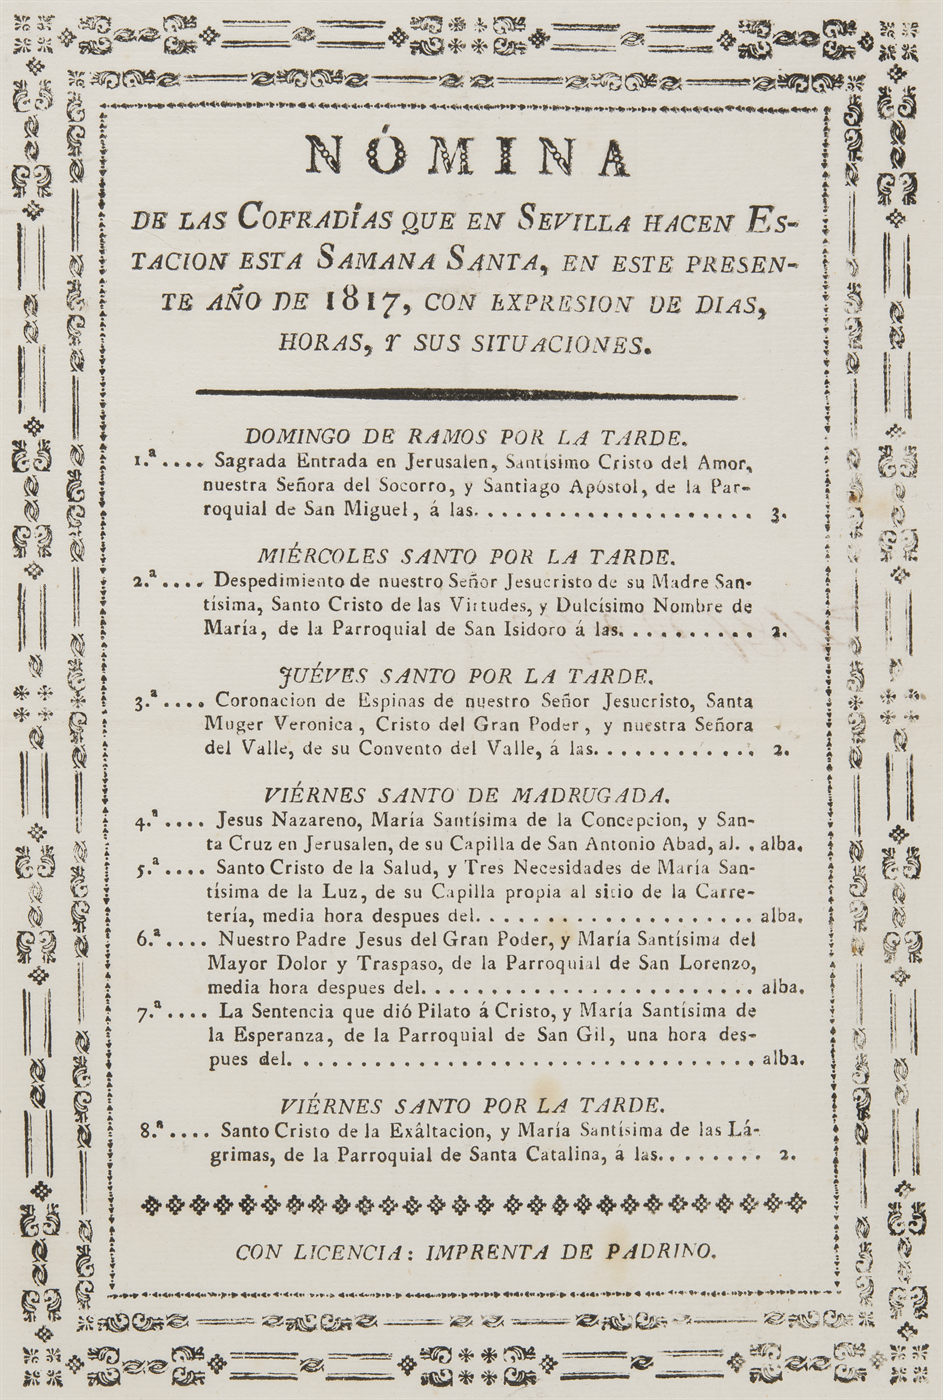 NÓMINA
DE LAS COFRADÍAS QUE EN SEVILLA HACEN ES-
TACION ESTA SAMANA SANTA, EN ESTE PRESEN-
TE AÑO DE 1817, CON EXPRESION DE DIAS,
HORAS, Y SUS SITUACIONES.
DOMINGO DE RAMOS POR LA TARDE.
1.ª.... Sagrada Entrada en Jerusalen, Santísimo Cristo del Amor,
nuestra Señora del Socorro, y Santiago Apóstol, de la Par-
roquial de San Miguel, á las. . . . . . . . . . . . . . . . . . . . 3.
MIÉRCOLES SANTO POR LA TARDE.
2.ª.... Despedimiento de nuestro Señor Jesucristo de su Madre San-
tísima, Santo Cristo de las Virtudes, y Dulcísimo Nombre de
María, de la Parroquial de San Isidoro á las. . . . . . . . . . 2.
JUÉVES SANTO POR LA TARDE.
3.ª.... Coronacion de Espinas de nuestro Señor Jesucristo, Santa
Muger Veronica, Cristo del Gran Poder, y nuestra Señora
del Valle, de su Convento del Valle, á las. . . . . . . . . . . . 2.
VIÉRNES SANTO DE MADRUGADA.
4.ª.... Jesus Nazareno, María Santísima de la Concepcion, y San-
ta Cruz en Jerusalen, de su Capilla de San Antonio Abad, al. . alba.
5.ª.... Santo Cristo de la Salud, y Tres Necesidades de María San-
tísima de la Luz, de su Capilla propia al sitio de la Carre-
tería, media hora despues del. . . . . . . . . . . . . . . . . . . . alba.
6.ª.... Nuestro Padre Jesus del Gran Poder, y María Santísima del
Mayor Dolor y Traspaso, de la Parroquial de San Lorenzo,
media hora despues del. . . . . . . . . . . . . . . . . . . . . . . . alba.
7.ª.... La Sentencia que dió Pilato á Cristo, y María Santísima de
la Esperanza, de la Parroquial de San Gil, una hora des-
pues del. . . . . . . . . . . . . . . . . . . . . . . . . . . . . . . . alba.
VIÉRNES SANTO POR LA TARDE.
8.ª.... Santo Cristo de la Exâltacion, y María Santísima de las Lá-
grimas, de la Parroquial de Santa Catalina, á las. . . . . . . . 2.
CON LICENCIA: IMPRENTA DE PADRINO.